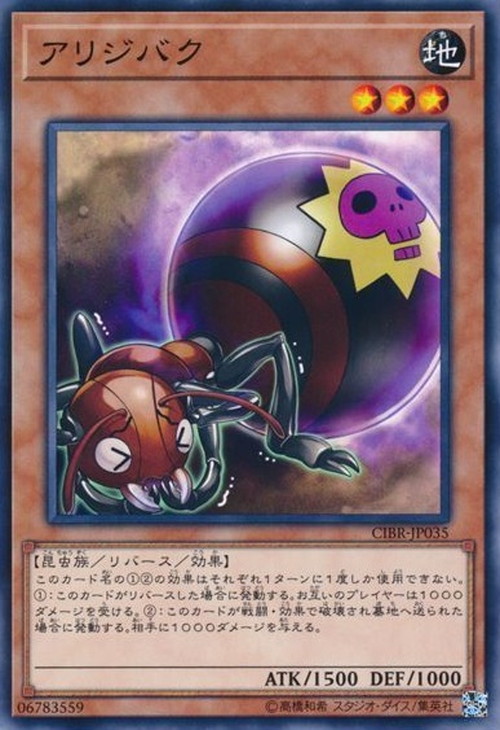 アリジバク
地
CIBR-JP035
【昆虫族／リバース／効果】
このカード名の①②の効果はそれぞれ1ターンに1度しか使用できない。
①：このカードがリバースした場合に発動する。お互いのプレイヤーは1000
ダメージを受ける。②：このカードが戦闘・効果で破壊され墓地へ送られた
場合に発動する。相手に1000ダメージを与える。
ATK/1500 DEF/1000
06783559
©高橋和希 スタジオ・ダイス/集英社